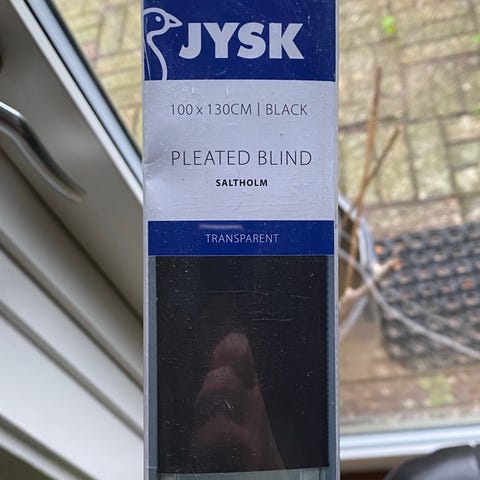 JYSK
100 x 130CM | BLACK
PLEATED BLIND
SALTHOLM
TRANSPARENT